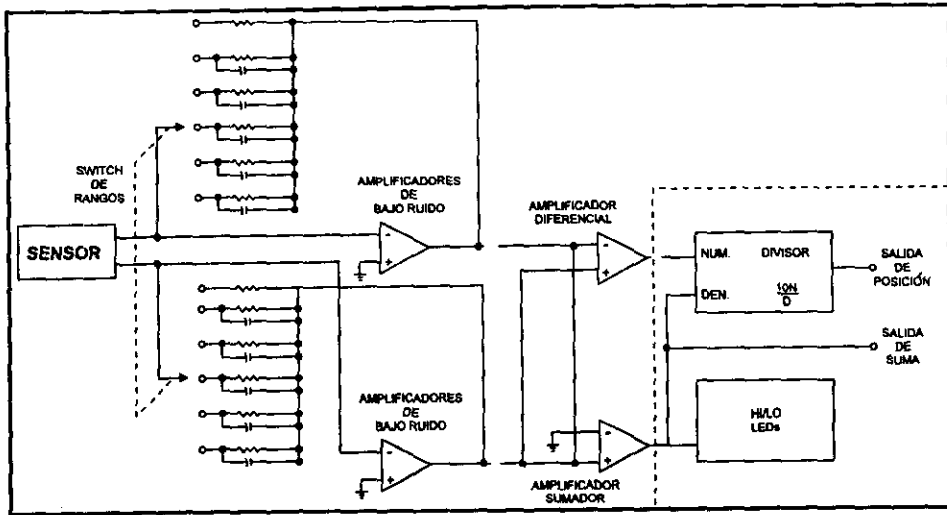 SWITCH
DE
RANGOS
SENSOR
AMPLIFICADORES
DE
BAJO RUIDO
AMPLIFICADORES
DE
BAJO RUIDO
AMPLIFICADOR
DIFERENCIAL
AMPLIFICADOR
SUMADOR
NUM. DIVISOR
DEN. 10N
D
SALIDA
DE
POSICIÓN
SALIDA
DE
SUMA
HI/LO
LEDs